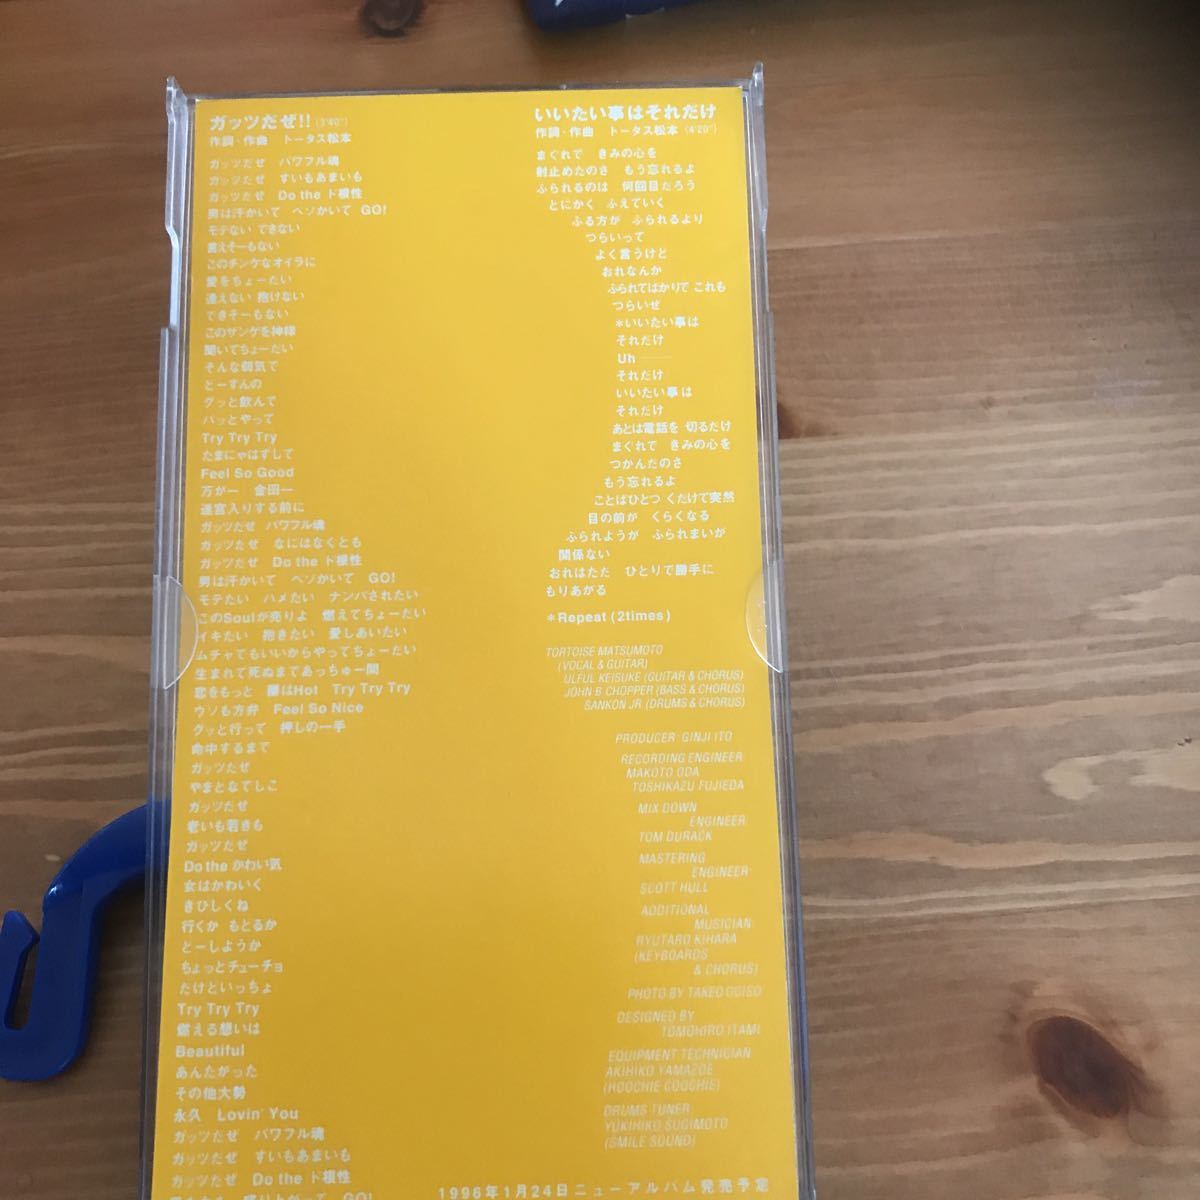 ガッツだぜ!! (3'40")
作詞・作曲　トータス松本
ガッツだぜ　パワフル魂
ガッツだぜ　すいもあまいも
ガッツだぜ　Do the ド根性
男は汗かいて　ベソかいて　GO!
モテない できない
言えそーもない
このチンケなオイラに
愛をちょーだい
逢えない 抱けない
できそーもない
このザンゲを神様
聞いてちょーだい
そんな弱気で
どーすんの
グッと飲んで
パッとやって
Try Try Try
たまにゃはずして
Feel So Good
万が一　金田一
迷宮入りする前に
ガッツだぜ　パワフル魂
ガッツだぜ　なにはなくとも
ガッツだぜ　Do the ド根性
男は汗かいて　ベソかいて　GO!
モテたい　ハメたい　ナンパされたい
このSoulが売りよ　燃えてちょーだい
イキたい　抱きたい　愛しあいたい
ムチャでもいいからやってちょーだい
生まれて死ぬまであっちゅー間
恋をもっと　腰はHot　Try Try Try
ウソも方弁　Feel So Nice
グッと行って　押しの一手
命中するまで
ガッツだぜ
やまとなでしこ
ガッツだぜ
老いも若きも
ガッツだぜ
Do the かわい気
女はかわいく
きびしくね
行くか もどるか
どーしようか
ちょっとチューチョ
だけどいっちょ
Try Try Try
燃える想いは
Beautiful
あんたがった
その他大勢
永久　Lovin' You
ガッツだぜ　パワフル魂
ガッツだぜ　すいもあまいも
ガッツだぜ　Do the ド根性
GO!
いいたい事はそれだけ
作詞・作曲　トータス松本 (4'20")
まぐれで　きみの心を
射止めたのさ　もう忘れるよ
ふられるのは　何回目だろう
とにかく　ふえていく
ふる方が　ふられるより
つらいって
よく言うけど
おれなんか
ふられてばかりで これも
つらいぜ
*いいたい事は
それだけ
Uh ――
それだけ
いいたい事は
それだけ
あとは電話を 切るだけ
まぐれで　きみの心を
つかんだのさ
もう忘れるよ
ことばひとつ くだけて突然
目の前が　くらくなる
ふられようが　ふられまいが
関係ない
おれはただ　ひとりで勝手に
もりあがる
*Repeat (2times)
TORTOISE MATSUMOTO
(VOCAL & GUITAR)
ULFUL KEISUKE (GUITAR & CHORUS)
JOHN B CHOPPER (BASS & CHORUS)
SANKON JR (DRUMS & CHORUS)
PRODUCER GINJI ITO
RECORDING ENGINEER
MAKOTO ODA
TOSHIKAZU FUJIEDA
MIX DOWN
ENGINEER
TOM DURACK
MASTERING
ENGINEER
SCOTT HULL
ADDITIONAL
MUSICIAN
RYUTARO KIHARA
(KEYBOARDS
& CHORUS)
PHOTO BY TAKEO OGISO
DESIGNED BY
TOMOHIRO ITAMI
EQUIPMENT TECHNICIAN
AKIHIKO YAMAZOE
(HOOCHIE COOCHIE)
DRUMS TUNER
YUKIHIKO SUGIMOTO
(SMILE SOUND)
1996年1月24日ニューアルバム発売予定